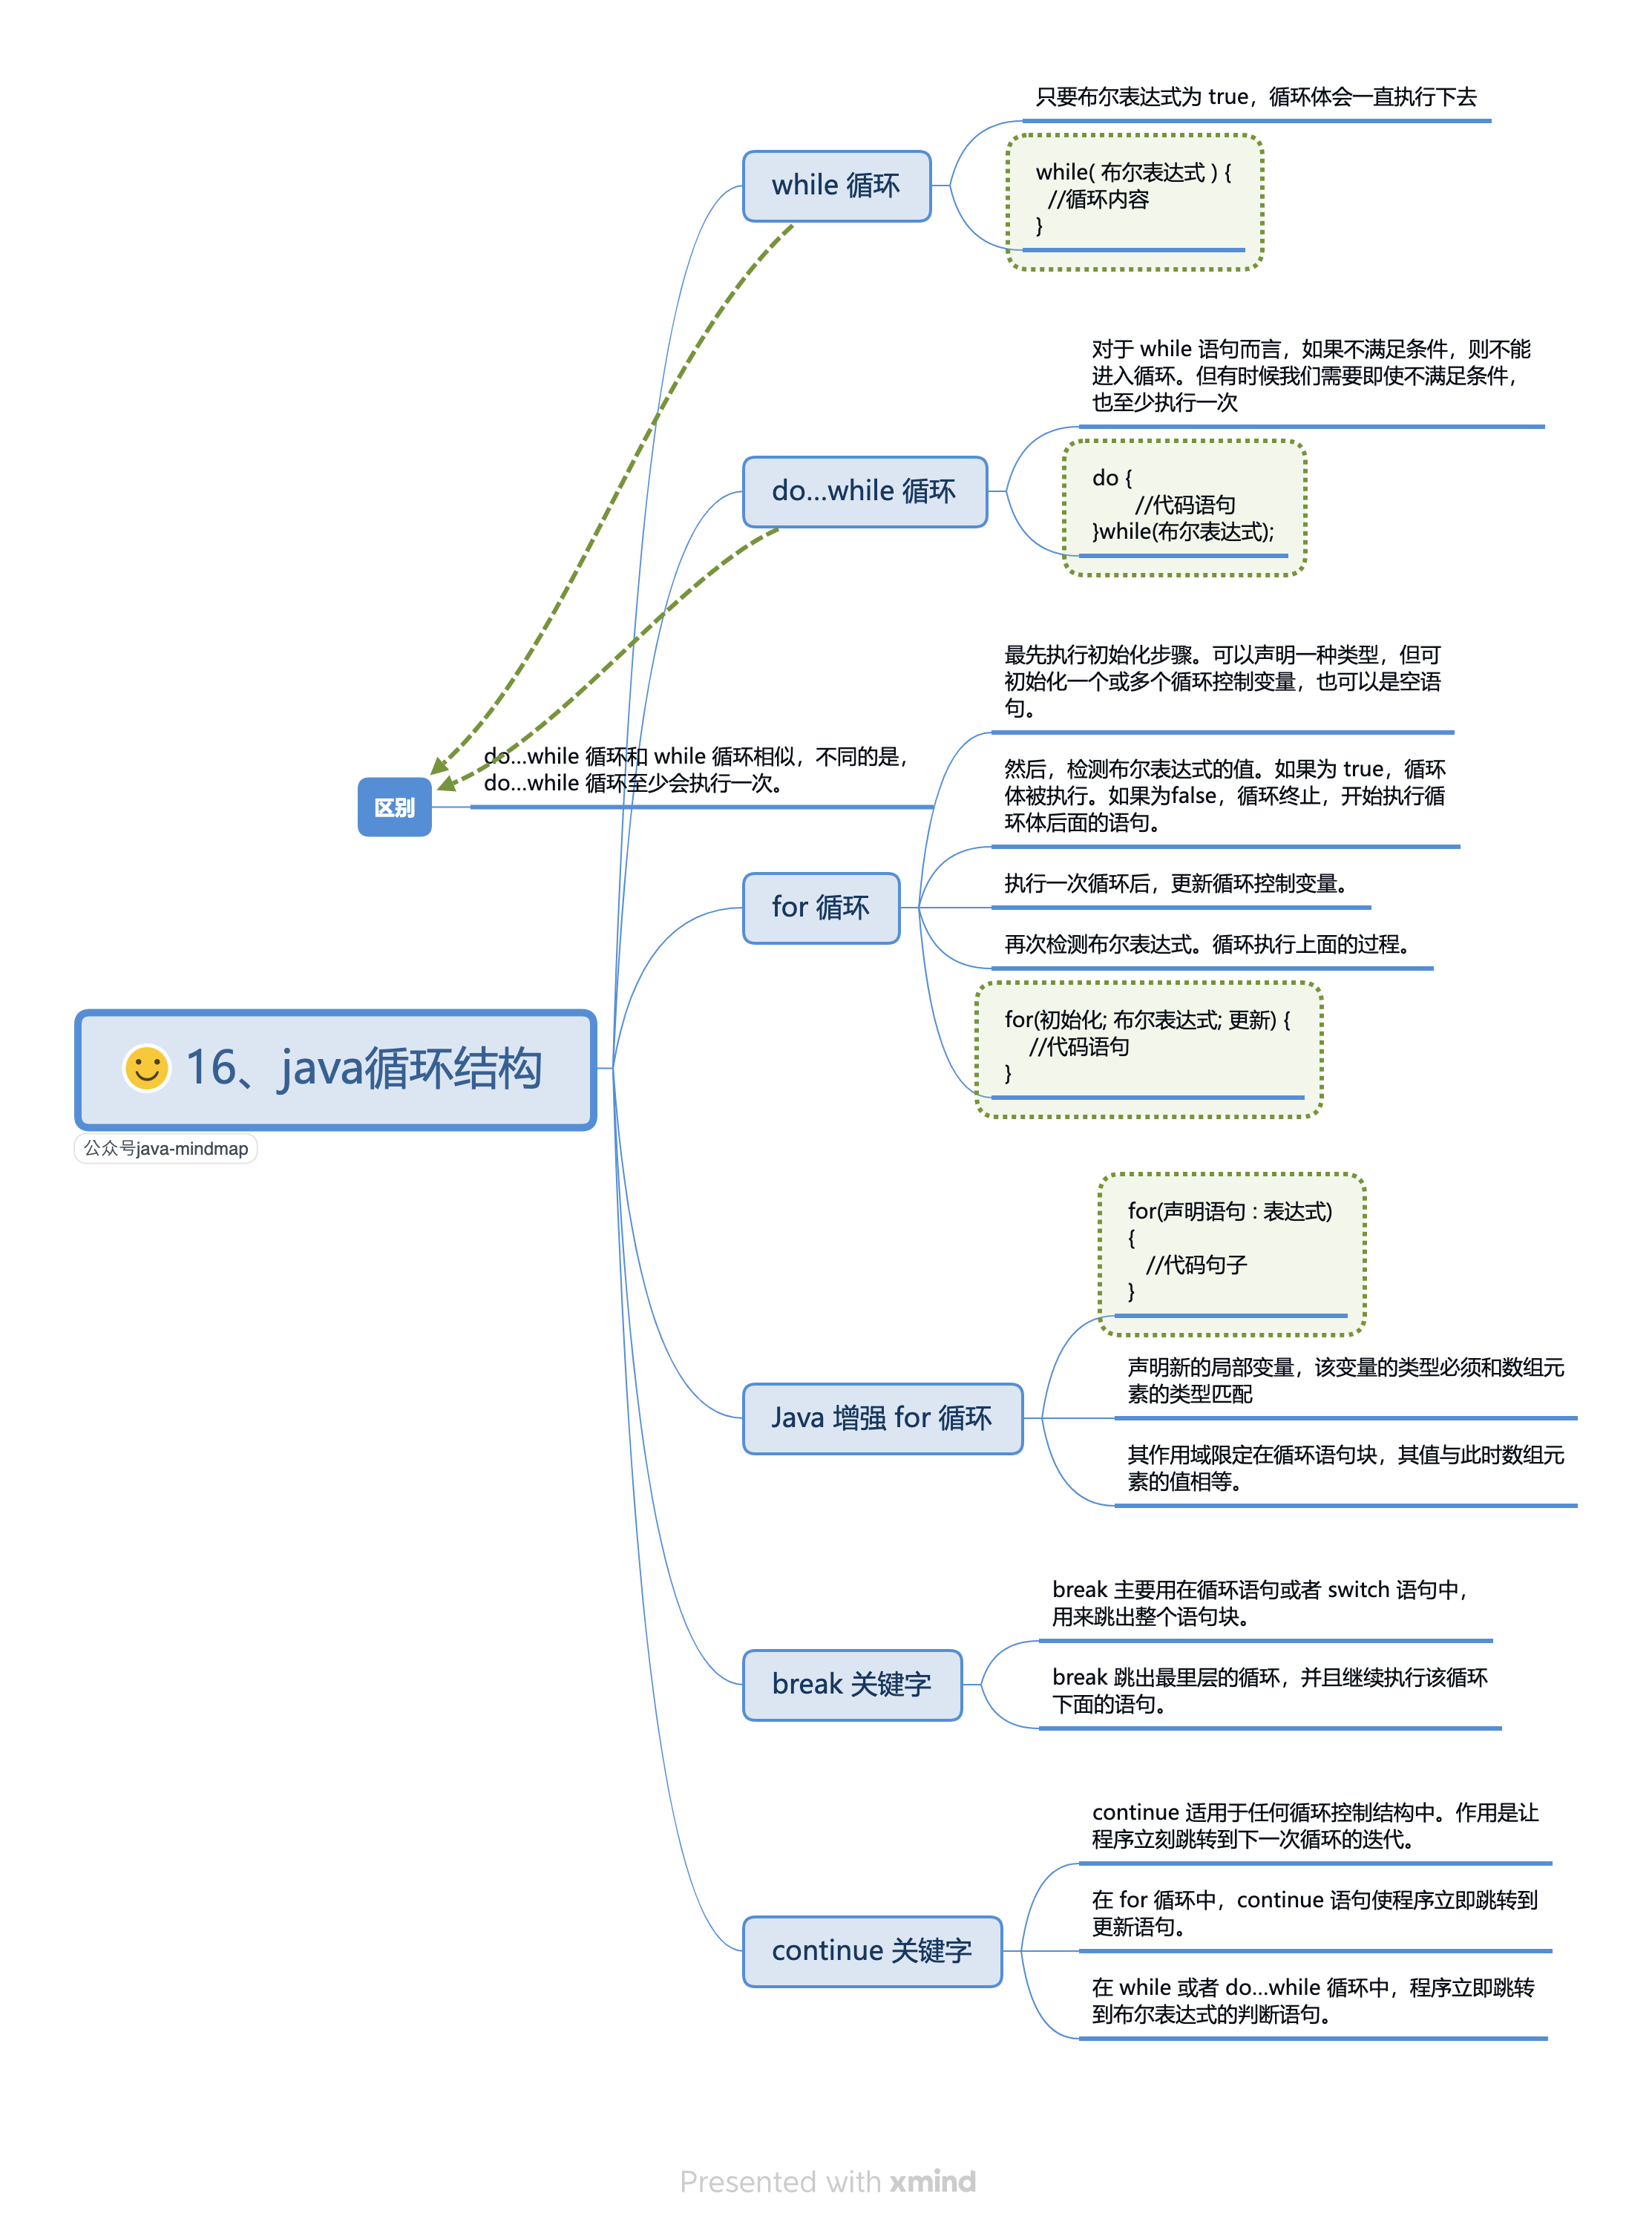 只要布尔表达式为 true，循环体会一直执行下去
while 循环
while( 布尔表达式 ) {
//循环内容
}
对于 while 语句而言，如果不满足条件，则不能
进入循环。但有时候我们需要即使不满足条件，
也至少执行一次
do…while 循环
do {
//代码语句
}while(布尔表达式);
区别
do…while 循环和 while 循环相似，不同的是，
do…while 循环至少会执行一次。
最先执行初始化步骤。可以声明一种类型，但可
初始化一个或多个循环控制变量，也可以是空语
句。
然后，检测布尔表达式的值。如果为 true，循环
体被执行。如果为false，循环终止，开始执行循
环体后面的语句。
for 循环
执行一次循环后，更新循环控制变量。
再次检测布尔表达式。循环执行上面的过程。
for(初始化; 布尔表达式; 更新) {
//代码语句
}
16、java循环结构
公众号java-mindmap
for(声明语句 : 表达式)
{
//代码句子
}
Java 增强 for 循环
声明新的局部变量，该变量的类型必须和数组元
素的类型匹配
其作用域限定在循环语句块，其值与此时数组元
素的值相等。
break 关键字
break 主要用在循环语句或者 switch 语句中，
用来跳出整个语句块。
break 跳出最里层的循环，并且继续执行该循环
下面的语句。
continue 关键字
continue 适用于任何循环控制结构中。作用是让
程序立刻跳转到下一次循环的迭代。
在 for 循环中，continue 语句使程序立即跳转到
更新语句。
在 while 或者 do…while 循环中，程序立即跳转
到布尔表达式的判断语句。
Presented with xmind